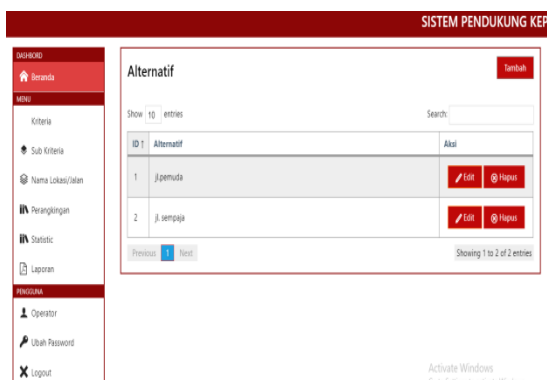 SISTEM PENDUKUNG KEP
DASHBORD
Beranda
MENU
Kriteria
Sub Kriteria
Nama Lokasi/Jalan
Perangkingan
Statistic
Laporan
PENGGUNA
Operator
Ubah Password
Logout
Alternatif
Tambah
Show 10 entries
Search:
ID Alternatif Aksi
1 jl.pemuda Edit Hapus
2 jl. sempaja Edit Hapus
Previous 1 Next
Showing 1 to 2 of 2 entries
Activate Windows